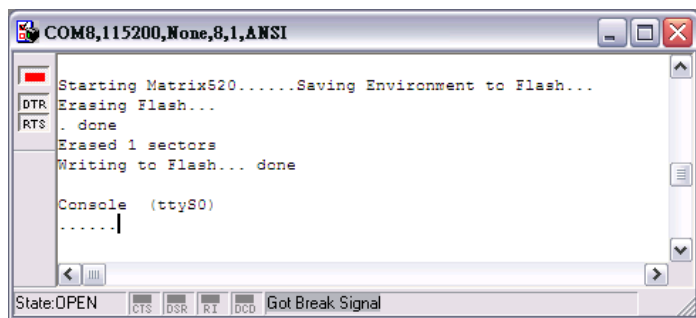 COM8,115200,None,8,1,ANSI
Starting Matrix520......Saving Environment to Flash...
DTR
Erasing Flash...
RTS
. done
Erased 1 sectors
Writing to Flash... done
Console (ttyS0)
......
State:OPEN CTS DSR RI DCD Got Break Signal